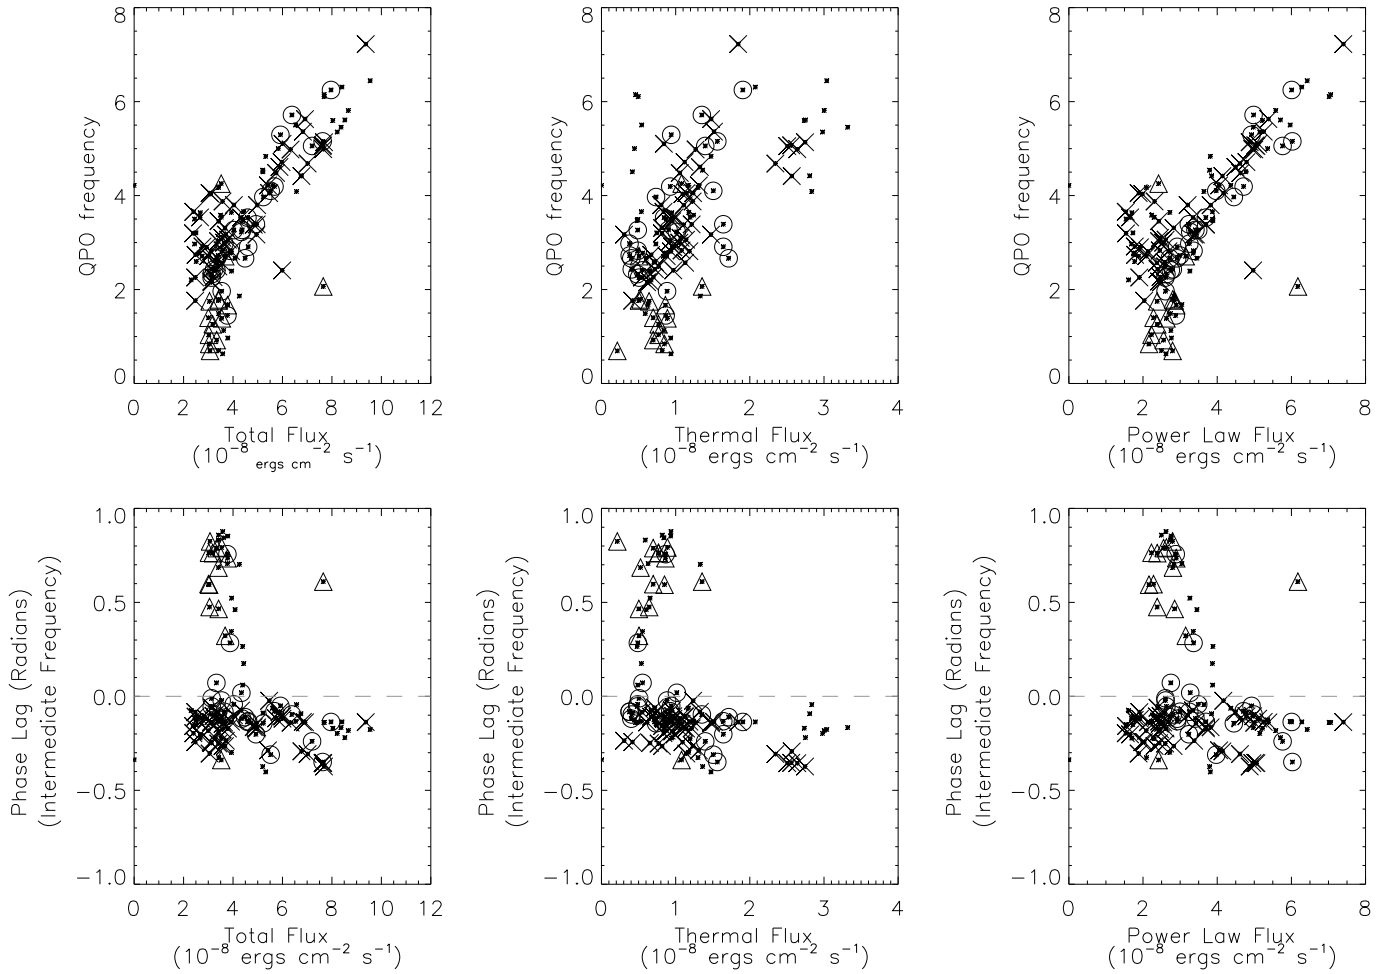 8
6
4
2
0
QPO frequency
0 2 4 6 8 10 12
Total Flux
(10⁻⁸ ergs cm⁻² s⁻¹)
8
6
4
2
0
QPO frequency
0 1 2 3 4
Thermal Flux
(10⁻⁸ ergs cm⁻² s⁻¹)
8
6
4
2
0
QPO frequency
0 2 4 6 8
Power Law Flux
(10⁻⁸ ergs cm⁻² s⁻¹)
1.0
0.5
0.0
−0.5
−1.0
Phase Lag (Radians)
(Intermediate Frequency)
0 2 4 6 8 10 12
Total Flux
(10⁻⁸ ergs cm⁻² s⁻¹)
1.0
0.5
0.0
−0.5
−1.0
Phase Lag (Radians)
(Intermediate Frequency)
0 1 2 3 4
Thermal Flux
(10⁻⁸ ergs cm⁻² s⁻¹)
1.0
0.5
0.0
−0.5
−1.0
Phase Lag (Radians)
(Intermediate Frequency)
0 2 4 6 8
Power Law Flux
(10⁻⁸ ergs cm⁻² s⁻¹)